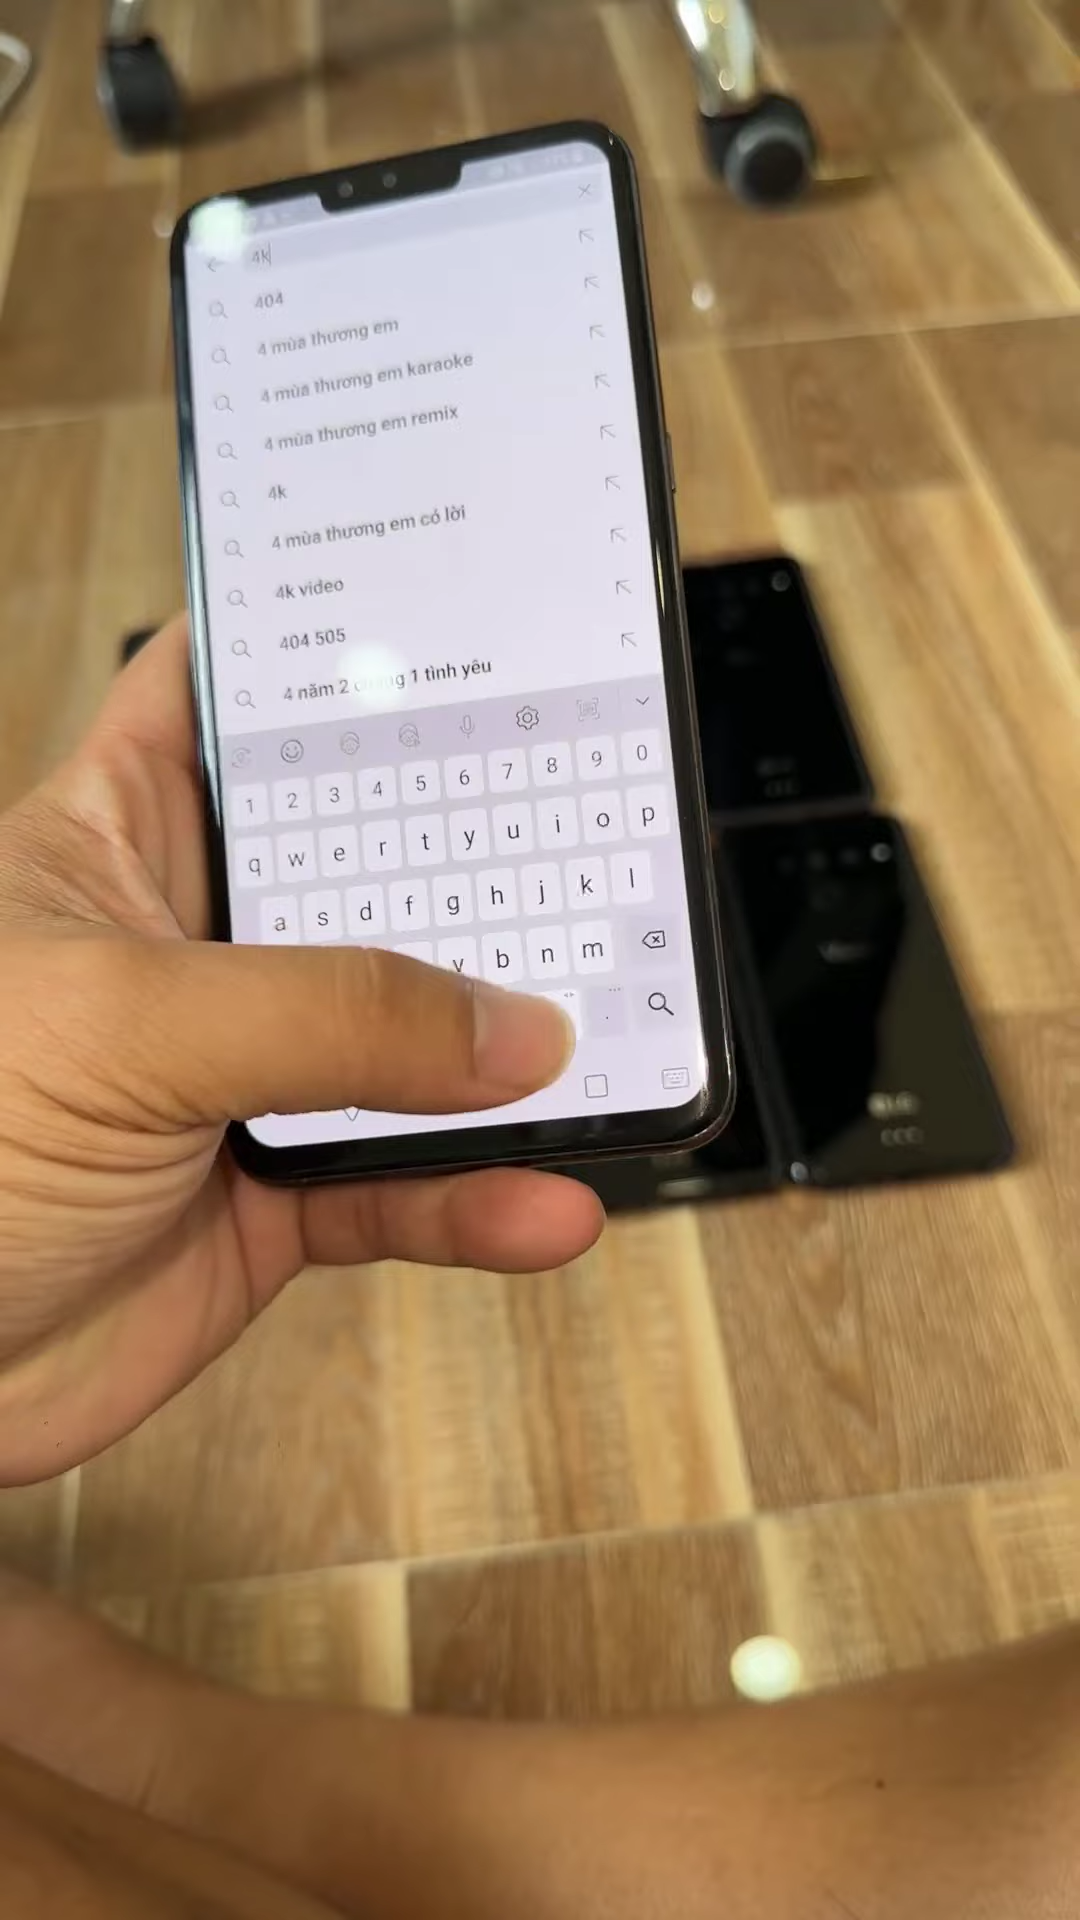 4k
404
4 mùa thương em
4 mùa thương em karaoke
4 mùa thương em remix
4k
4 mùa thương em có lời
4k video
404 505
4 năm 2 1 tình yêu
1 2 3 4 5 6 7 8 9 0
q w e r t y u i o p
a s d f g h j k l
v b n m
.